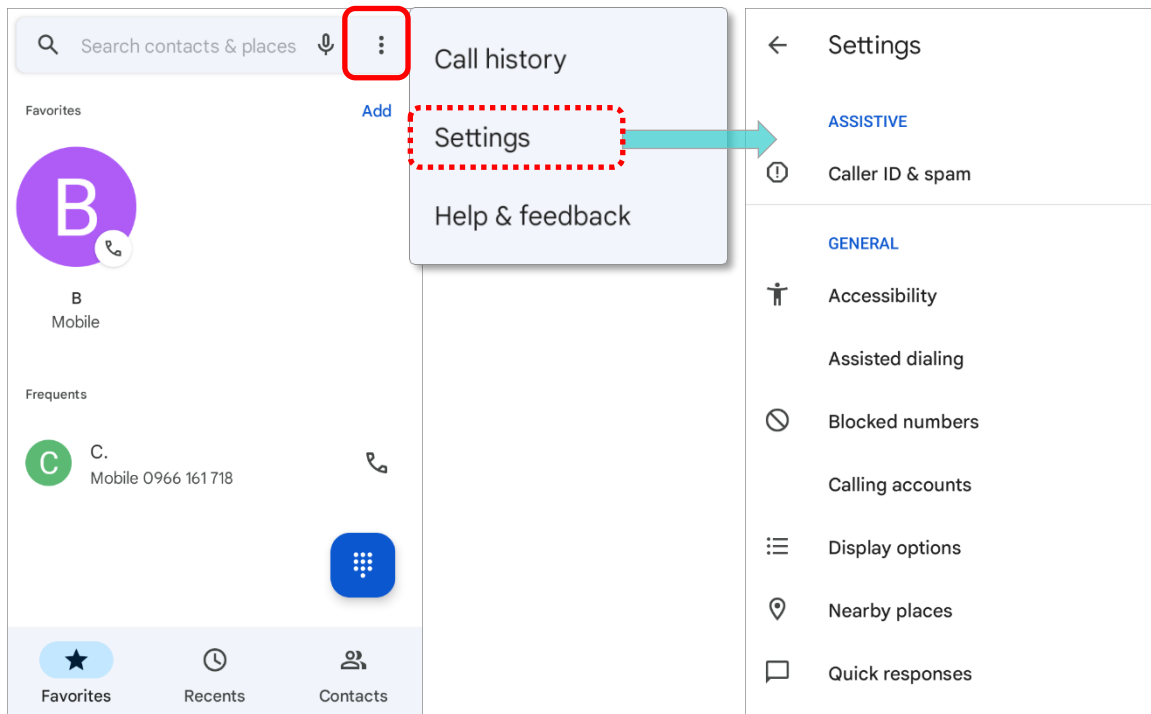 Search contacts & places
Favorites
Add
B
B
Mobile
Frequents
C
C.
Mobile 0966 161 718
Favorites
Recents
Contacts
Call history
Settings
Help & feedback
Settings
ASSISTIVE
Caller ID & spam
GENERAL
Accessibility
Assisted dialing
Blocked numbers
Calling accounts
Display options
Nearby places
Quick responses